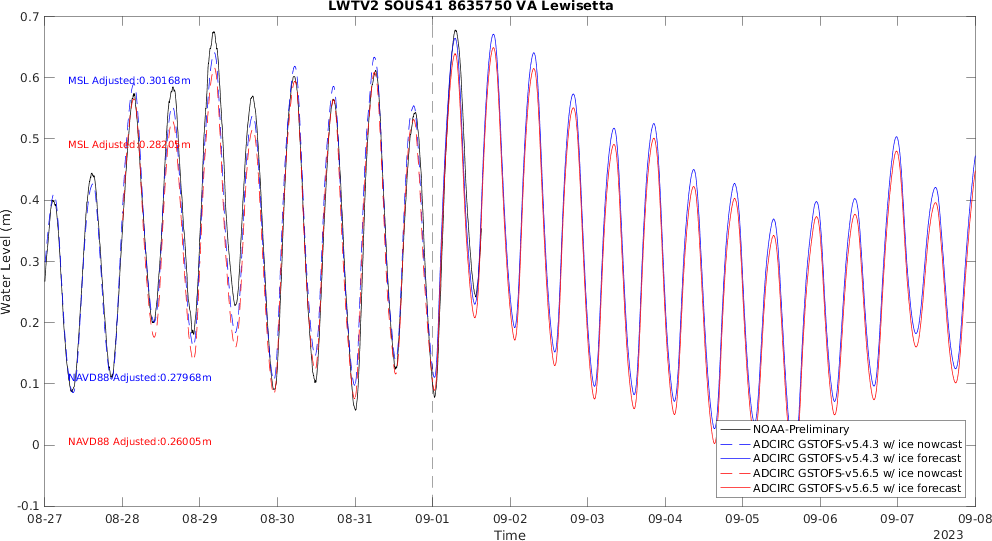 LWTV2 SOUS41 8635750 VA Lewisetta
Water Level (m)
0.7
0.6
0.5
0.4
0.3
0.2
0.1
0
-0.1
MSL Adjusted:0.30168m
MSL Adjusted:0.28205m
NAVD88 Adjusted:0.27968m
NAVD88 Adjusted:0.26005m
NOAA-Preliminary
ADCIRC GSTOFS-v5.4.3 w/ ice nowcast
ADCIRC GSTOFS-v5.4.3 w/ ice forecast
ADCIRC GSTOFS-v5.6.5 w/ ice nowcast
ADCIRC GSTOFS-v5.6.5 w/ ice forecast
08-27 08-28 08-29 08-30 08-31 09-01 09-02 09-03 09-04 09-05 09-06 09-07 09-08
Time
2023